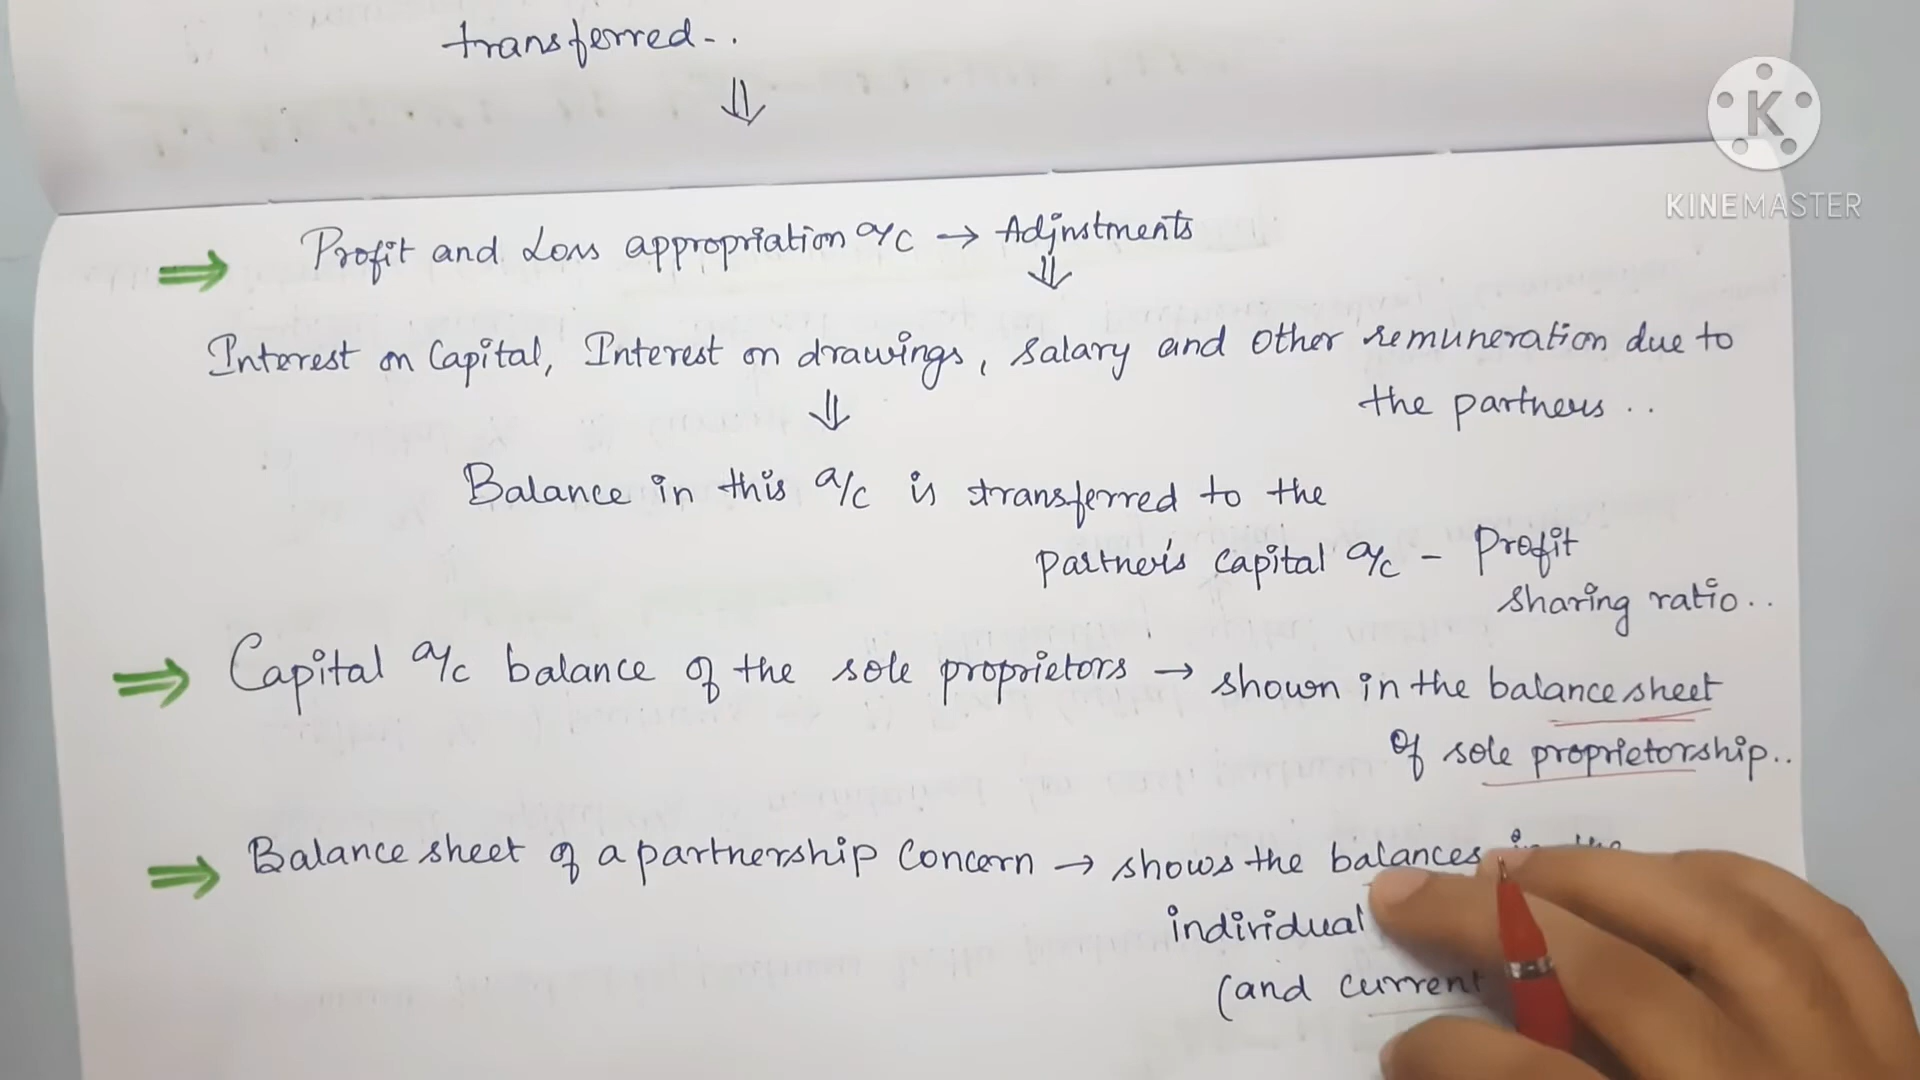 transferred..
KINEMASTER
Profit and Loss appropriation a/c → Adjustments
Interest on Capital, Interest on drawings, salary and other remuneration due to
the partners..
Balance in this a/c is transferred to the
partner's capital a/c - Profit
sharing ratio..
Capital a/c balance of the sole proprietors → shown in the balance sheet
of sole proprietorship..
Balance sheet of a partnership concern → shows the balances in the
individual
(and current